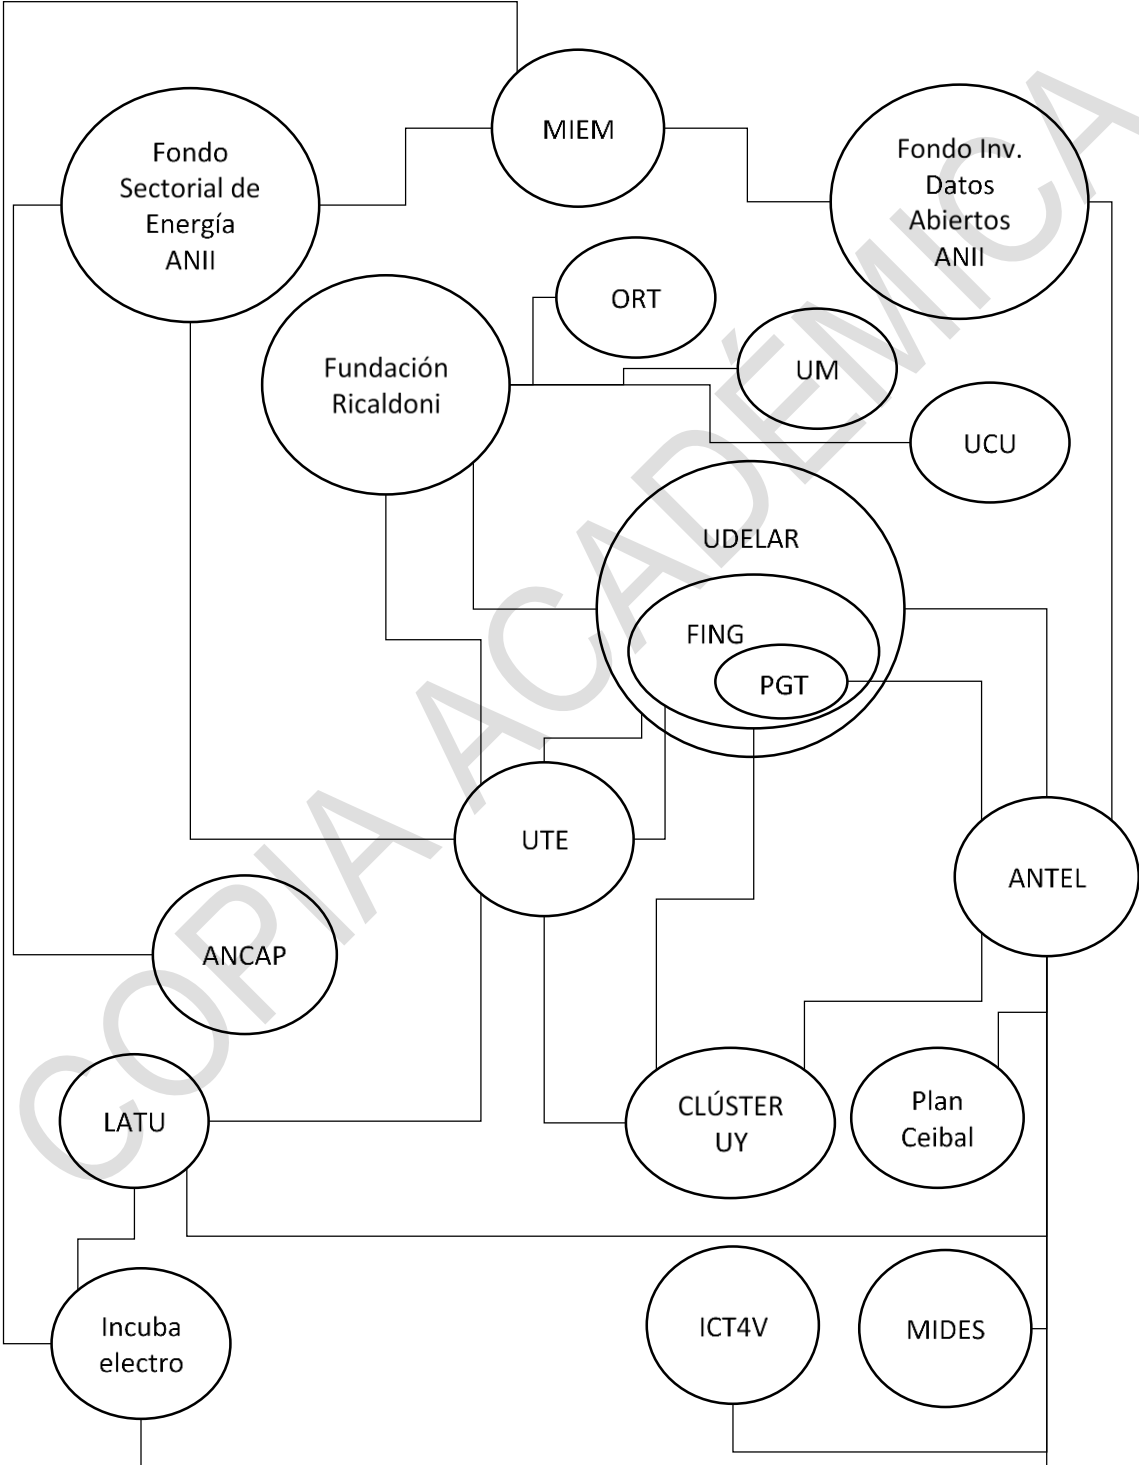 MIEM
Fondo
Sectorial de
Energía
ANII
Fondo Inv.
Datos
Abiertos
ANII
ORT
Fundación
Ricaldoni
UM
UCU
UDELAR
FING
PGT
UTE
ANTEL
ANCAP
LATU
CLÚSTER
UY
Plan
Ceibal
Incuba
electro
ICT4V
MIDES
COPIA ACADÉMICA